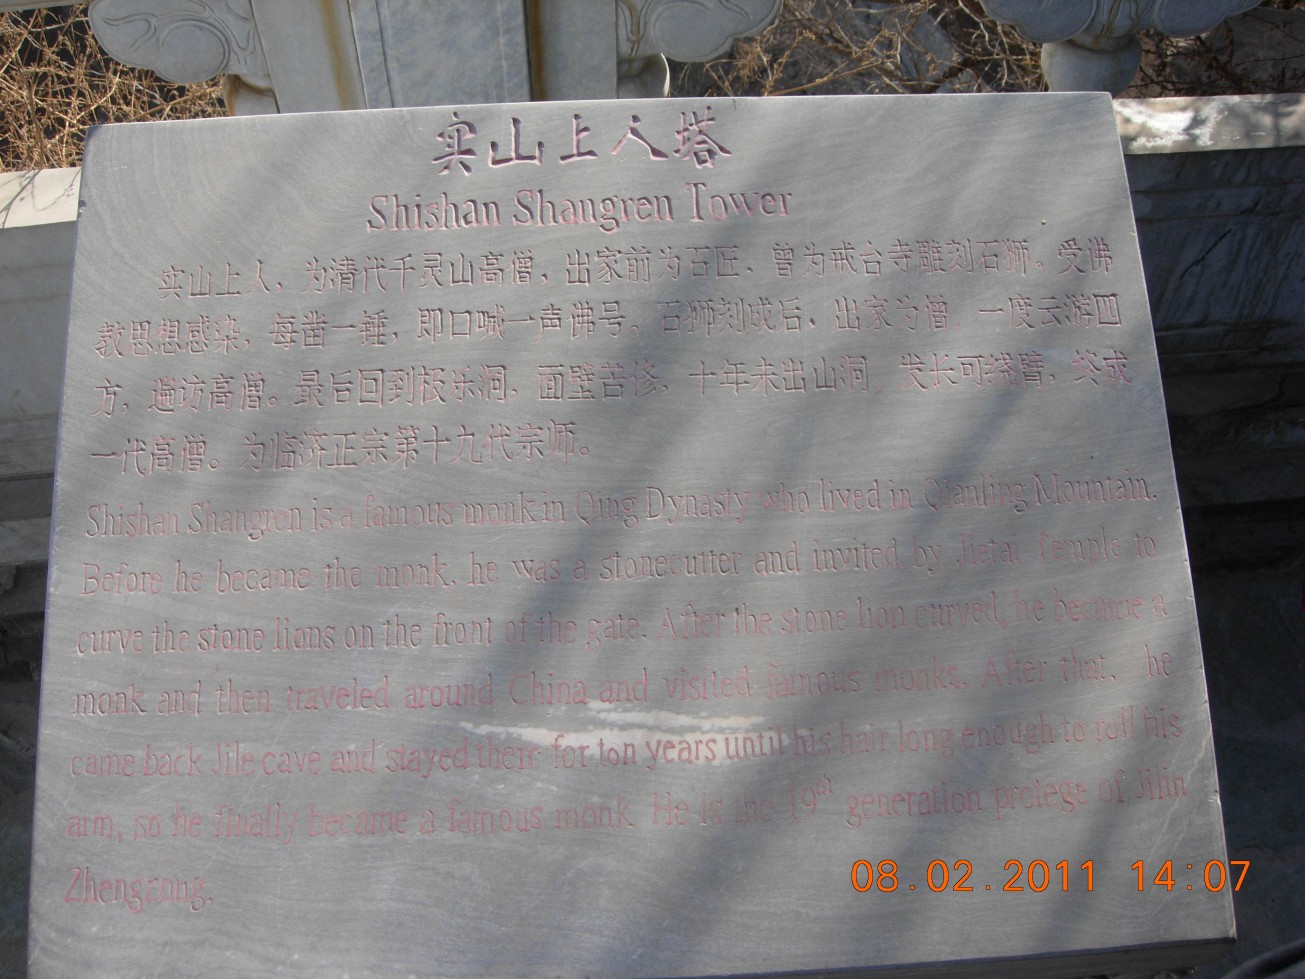 实山上人塔
Shishan Shangren Tower
实山上人，为清代千灵山高僧，出家前为石匠，曾为戒台寺雕刻石狮。受佛
教思想感染，每凿一锤，即口喊一声佛号。石狮刻成后，出家为僧。一度云游四
方，遍访高僧。最后回到极乐洞，面壁苦修，十年未出山洞。发长可绕臂，终成
一代高僧。为临济正宗第十九代宗师。
Shishan Shangren is a famous monk in Qing Dynasty who lived in Qianling Mountain.
Before he became the monk, he was a stonecutter and invited by Jietai Temple to
curve the stone lions on the front of the gate. After the stone lion curved, he became a
monk and then traveled around China and visited famous monks. After that, he
came back Jile cave and stayed there for ten years until his hair long enough to roll his
arm, so he finally became a famous monk. He is the 19th generation protege of Jilin
Zhengzong.
08.02.2011 14:07